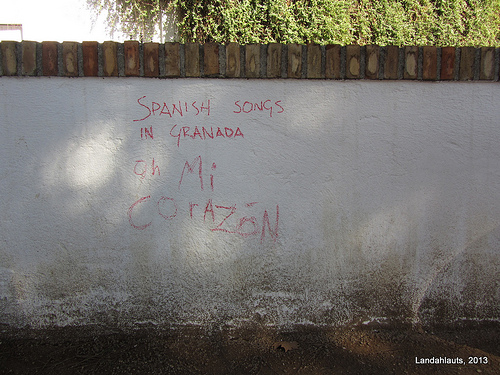 SPANISH SONGS
IN GRANADA
Oh Mi
COrAZÓN
Landahlauts, 2013